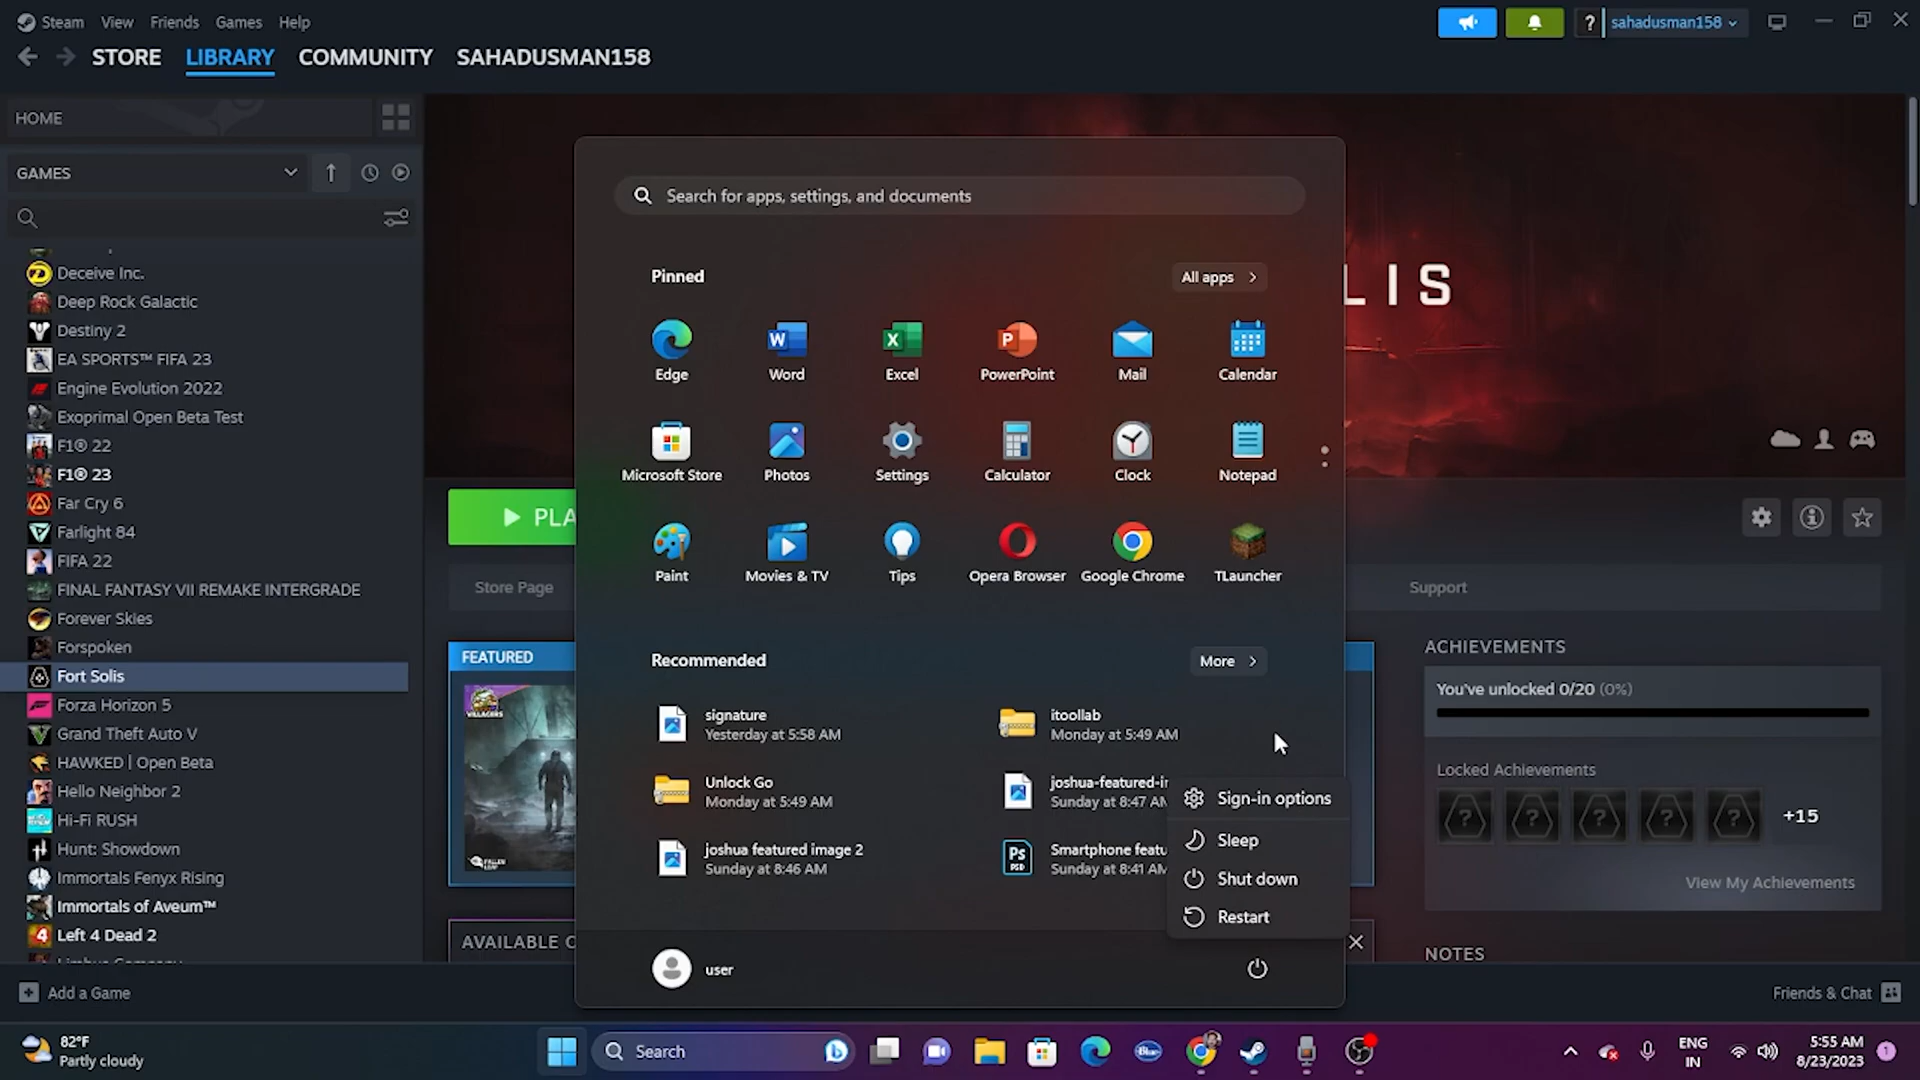 Steam View Friends Games Help
sahadusman158
STORE LIBRARY COMMUNITY SAHADUSMAN158
HOME
GAMES
Deceive Inc.
Deep Rock Galactic
Destiny 2
EA SPORTS™ FIFA 23
Engine Evolution 2022
Exoprimal Open Beta Test
F1® 22
F1® 23
Far Cry 6
Farlight 84
FIFA 22
FINAL FANTASY VII REMAKE INTERGRADE
Forever Skies
Forspoken
Fort Solis
Forza Horizon 5
Grand Theft Auto V
HAWKED | Open Beta
Hello Neighbor 2
Hi-Fi RUSH
Hunt: Showdown
Immortals Fenyx Rising
Immortals of Aveum™
Left 4 Dead 2
Add a Game
Search for apps, settings, and documents
Pinned
All apps
Edge Word Excel PowerPoint Mail Calendar
Microsoft Store Photos Settings Calculator Clock Notepad
Paint Movies & TV Tips Opera Browser Google Chrome TLauncher
Recommended
More
signature
Yesterday at 5:58 AM
itoollab
Monday at 5:49 AM
Unlock Go
Monday at 5:49 AM
joshua-featured-i
Sunday at 8:47 AM
joshua featured image 2
Sunday at 8:46 AM
Smartphone featu
Sunday at 8:41 AM
Sign-in options
Sleep
Shut down
Restart
user
LIS
PLA
Store Page
Support
FEATURED
VILLAGERS
AVAILABLE
ACHIEVEMENTS
You've unlocked 0/20 (0%)
Locked Achievements
+15
View My Achievements
NOTES
Friends & Chat
82°F
Partly cloudy
Search
ENG
IN
5:55 AM
8/23/2023
1